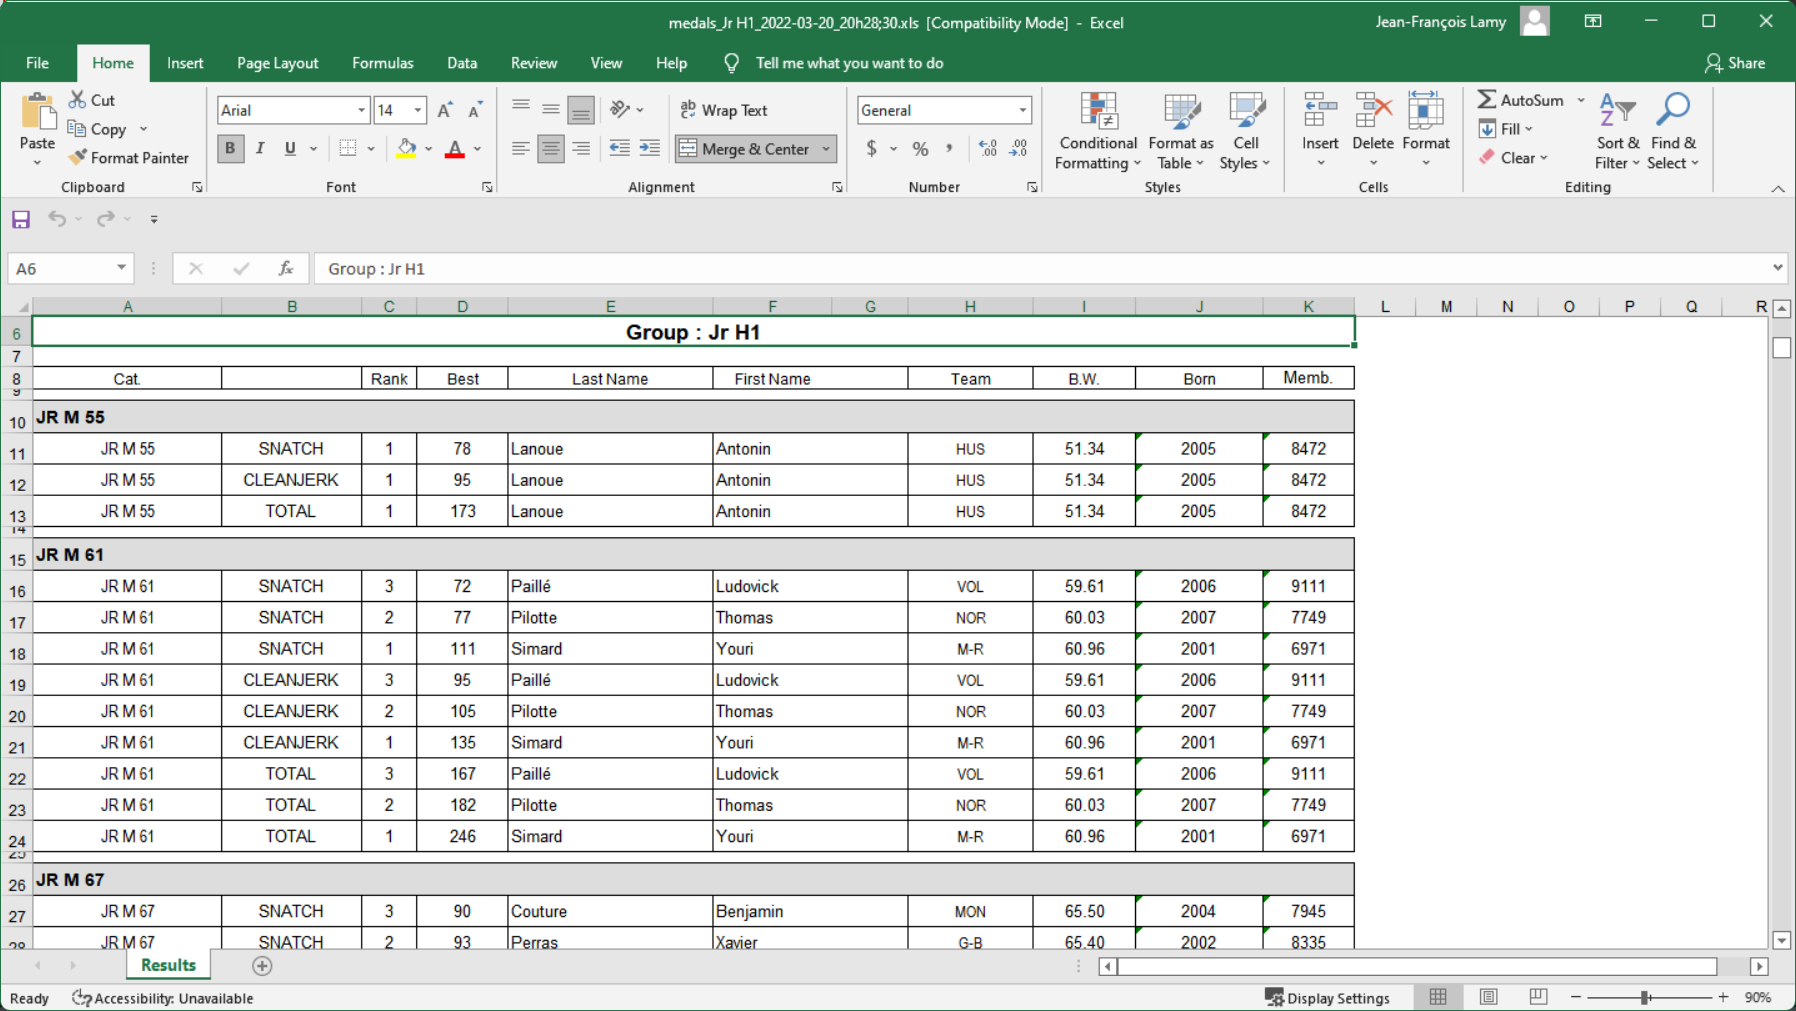 medals_Jr H1_2022-03-20_20h28;30.xls [Compatibility Mode] - Excel
Jean-François Lamy
File Home Insert Page Layout Formulas Data Review View Help Tell me what you want to do Share
Paste
Cut
Copy
Format Painter
Clipboard
Arial 14
B I U
Font
Wrap Text
Merge & Center
Alignment
General
$ % ,
Number
Conditional Formatting
Format as Table
Cell Styles
Styles
Insert Delete Format
Cells
AutoSum
Fill
Clear
Sort & Filter
Find & Select
Editing
A6 fx Group : Jr H1
A B C D E F G H I J K L M N O P Q R
6 Group : Jr H1
7
8 Cat. Rank Best Last Name First Name Team B.W. Born Memb.
9
10 JR M 55
11 JR M 55 SNATCH 1 78 Lanoue Antonin HUS 51.34 2005 8472
12 JR M 55 CLEANJERK 1 95 Lanoue Antonin HUS 51.34 2005 8472
13 JR M 55 TOTAL 1 173 Lanoue Antonin HUS 51.34 2005 8472
14
15 JR M 61
16 JR M 61 SNATCH 3 72 Paillé Ludovick VOL 59.61 2006 9111
17 JR M 61 SNATCH 2 77 Pilotte Thomas NOR 60.03 2007 7749
18 JR M 61 SNATCH 1 111 Simard Youri M-R 60.96 2001 6971
19 JR M 61 CLEANJERK 3 95 Paillé Ludovick VOL 59.61 2006 9111
20 JR M 61 CLEANJERK 2 105 Pilotte Thomas NOR 60.03 2007 7749
21 JR M 61 CLEANJERK 1 135 Simard Youri M-R 60.96 2001 6971
22 JR M 61 TOTAL 3 167 Paillé Ludovick VOL 59.61 2006 9111
23 JR M 61 TOTAL 2 182 Pilotte Thomas NOR 60.03 2007 7749
24 JR M 61 TOTAL 1 246 Simard Youri M-R 60.96 2001 6971
25
26 JR M 67
27 JR M 67 SNATCH 3 90 Couture Benjamin MON 65.50 2004 7945
28 JR M 67 SNATCH 2 93 Perras Xavier G-B 65.40 2002 8335
Results
Ready Accessibility: Unavailable Display Settings 90%